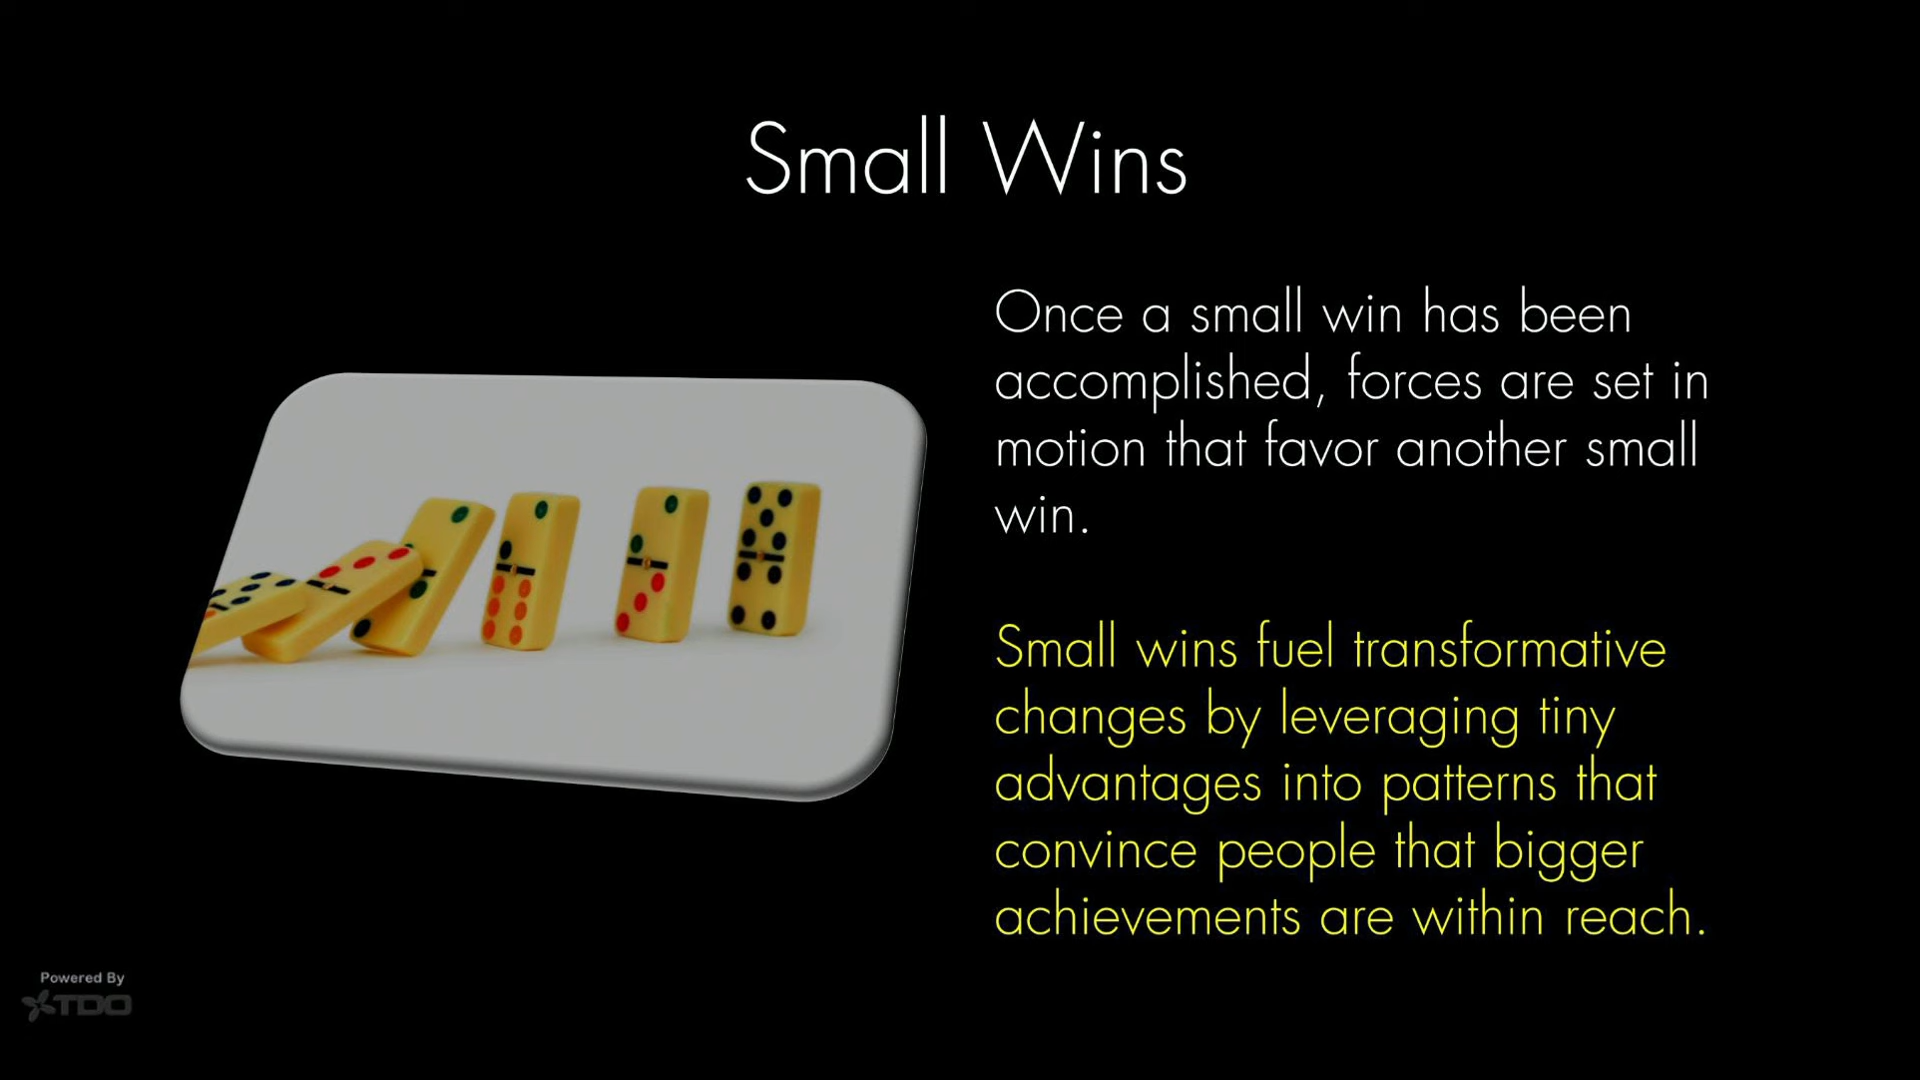 Small Wins
Once a small win has been
accomplished, forces are set in
motion that favor another small
win.
Small wins fuel transformative
changes by leveraging tiny
advantages into patterns that
convince people that bigger
achievements are within reach.
Powered By
TDO